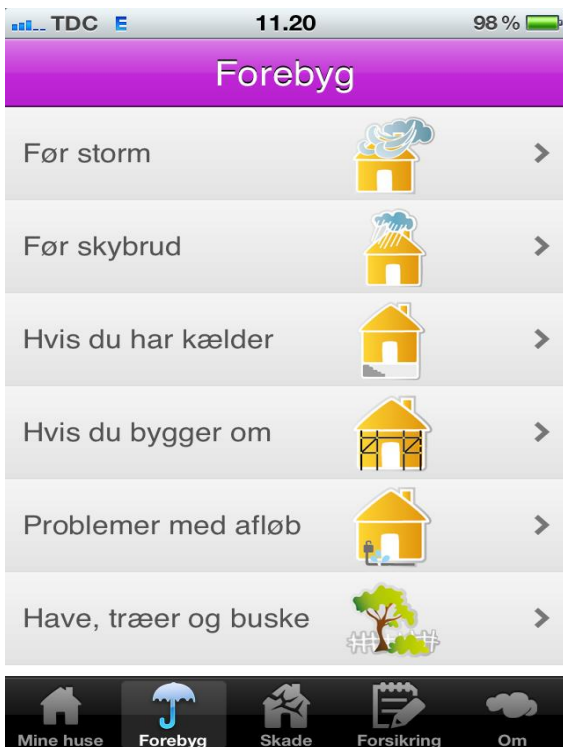 TDC E 11.20 98 %
Forebyg
Før storm
Før skybrud
Hvis du har kælder
Hvis du bygger om
Problemer med afløb
Have, træer og buske
Mine huse Forebyg Skade Forsikring Om